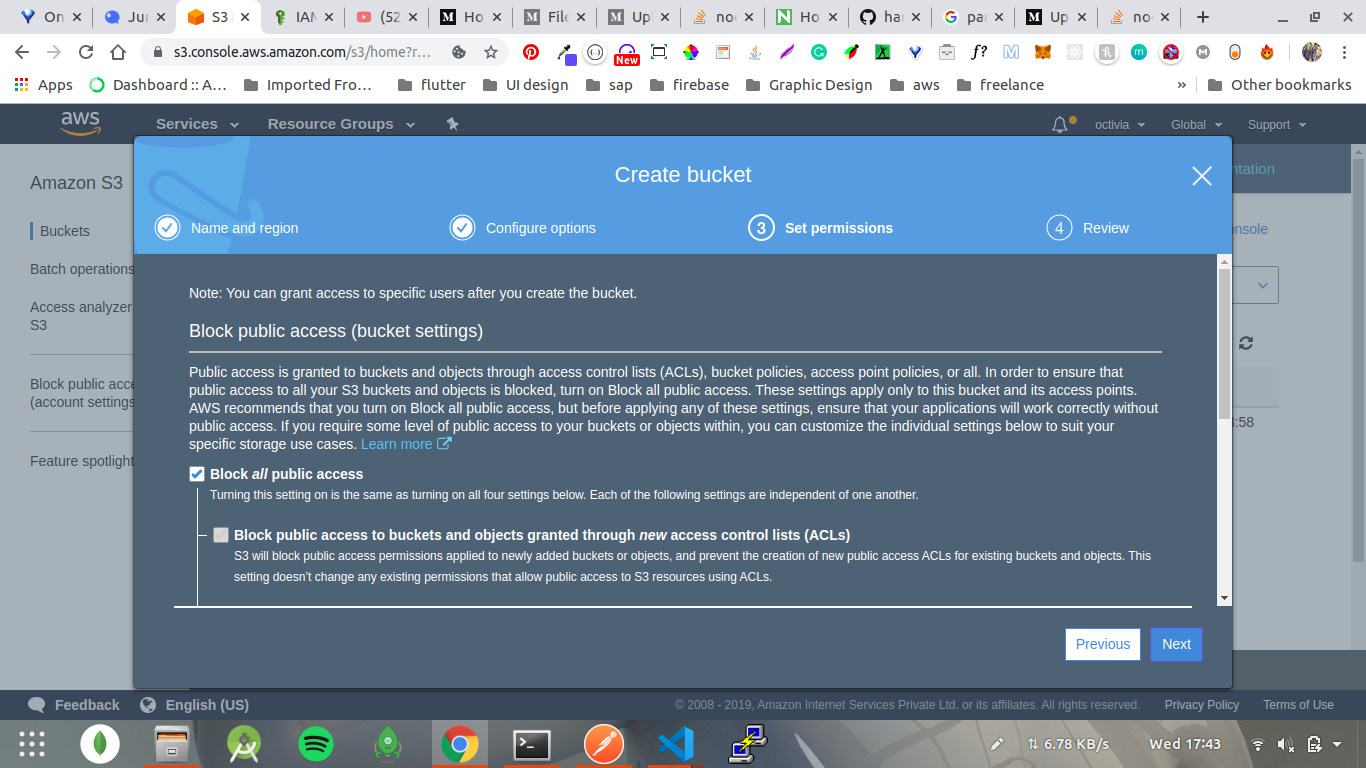 On
Jun
S3
IAM
(52
Ho
File
Up
noo
Ho
har
par
Up
noo
s3.console.aws.amazon.com/s3/home?r…
New
f?
Apps
Dashboard :: A…
Imported Fro…
flutter
UI design
sap
firebase
Graphic Design
aws
freelance
»
Other bookmarks
aws
Services
Resource Groups
octivia
Global
Support
Amazon S3
Buckets
Batch operations
Access analyzer
S3
Block public acce
(account settings
Feature spotlight
ntation
onsole
3:58
Create bucket
Name and region
Configure options
3 Set permissions
4 Review
Note: You can grant access to specific users after you create the bucket.
Block public access (bucket settings)
Public access is granted to buckets and objects through access control lists (ACLs), bucket policies, access point policies, or all. In order to ensure that
public access to all your S3 buckets and objects is blocked, turn on Block all public access. These settings apply only to this bucket and its access points.
AWS recommends that you turn on Block all public access, but before applying any of these settings, ensure that your applications will work correctly without
public access. If you require some level of public access to your buckets or objects within, you can customize the individual settings below to suit your
specific storage use cases. Learn more
Block all public access
Turning this setting on is the same as turning on all four settings below. Each of the following settings are independent of one another.
Block public access to buckets and objects granted through new access control lists (ACLs)
S3 will block public access permissions applied to newly added buckets or objects, and prevent the creation of new public access ACLs for existing buckets and objects. This
setting doesn't change any existing permissions that allow public access to S3 resources using ACLs.
Previous
Next
Feedback
English (US)
© 2008 - 2019, Amazon Internet Services Private Ltd. or its affiliates. All rights reserved.
Privacy Policy
Terms of Use
6.78 KB/s
Wed 17:43